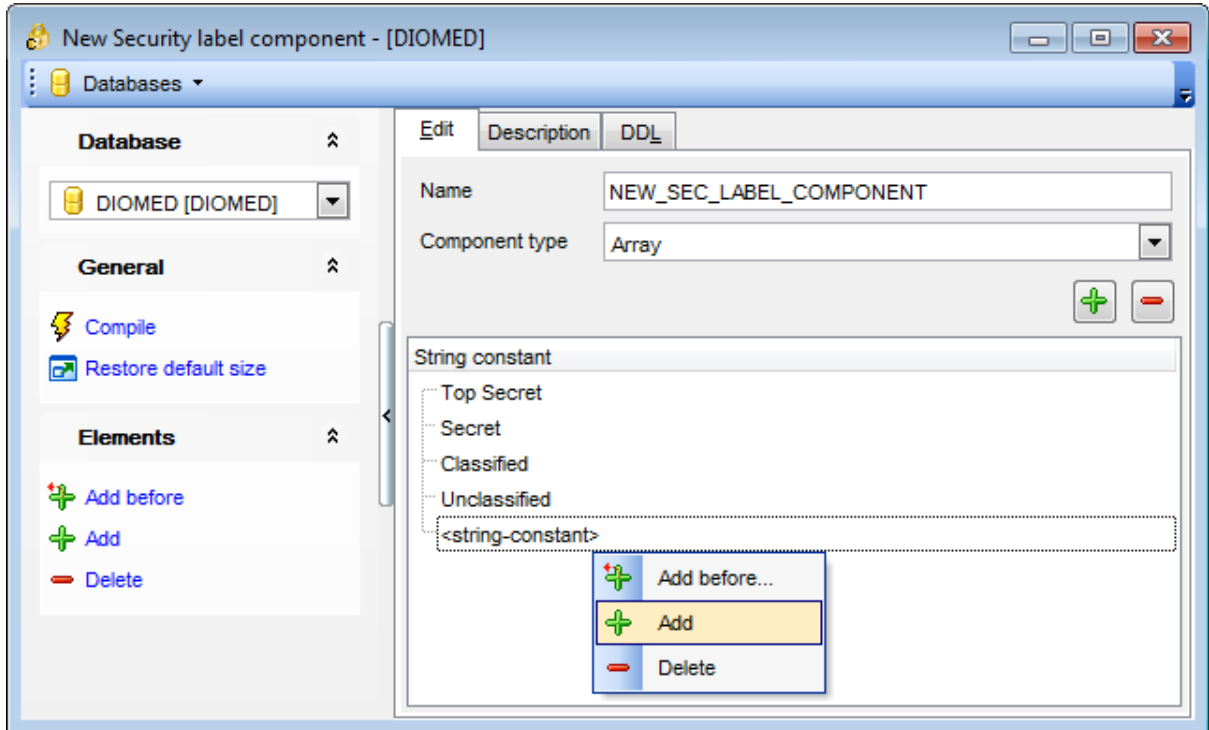 New Security label component - [DIOMED]
Databases
Database
DIOMED [DIOMED]
General
Compile
Restore default size
Elements
Add before
Add
Delete
Edit
Description
DDL
Name
NEW_SEC_LABEL_COMPONENT
Component type
Array
String constant
Top Secret
Secret
Classified
Unclassified
<string-constant>
Add before...
Add
Delete